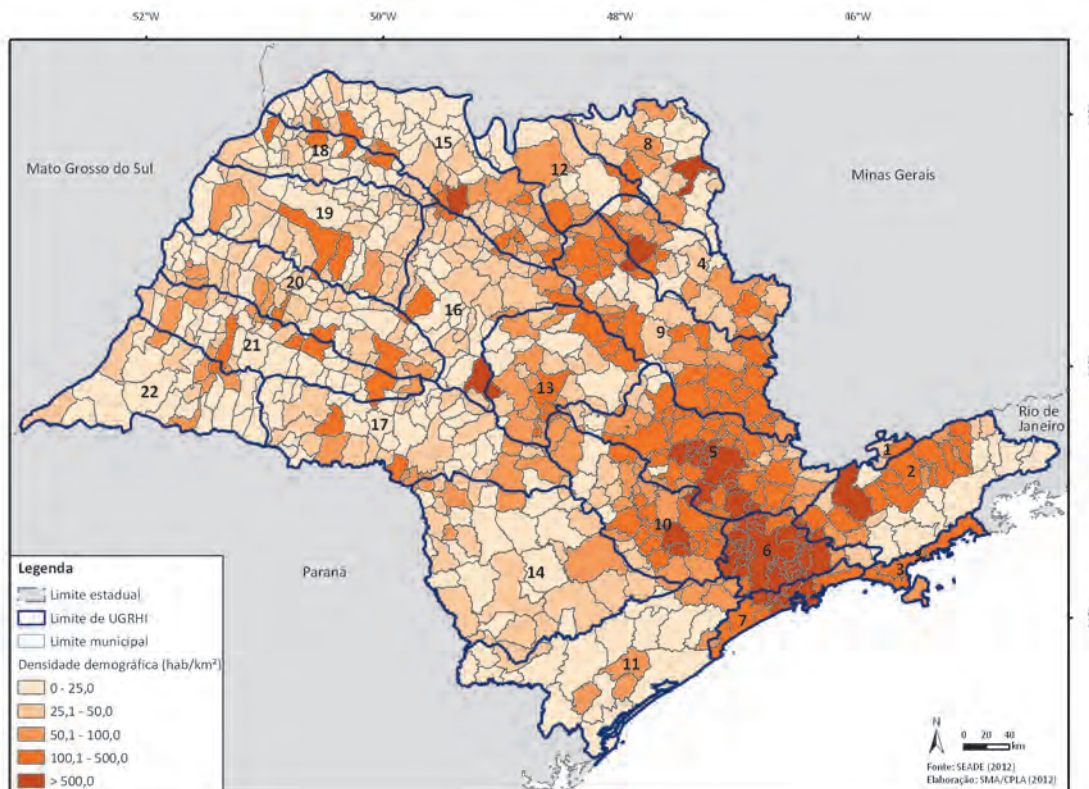 52°W 50°W 48°W 46°W
Mato Grosso do Sul
Minas Gerais
Rio de
Janeiro
Paraná
15
18
12
8
19
4
20
16
9
21
22
13
17
5
1
2
10
6
3
14
7
11
Legenda
Limite estadual
Limite de UGRHI
Limite municipal
Densidade demográfica (hab/km²)
0 - 25,0
25,1 - 50,0
50,1 - 100,0
100,1 - 500,0
> 500,0
N
0 20 40
km
Fonte: SEADE (2012)
Elaboração: SMA/CPLA (2012)